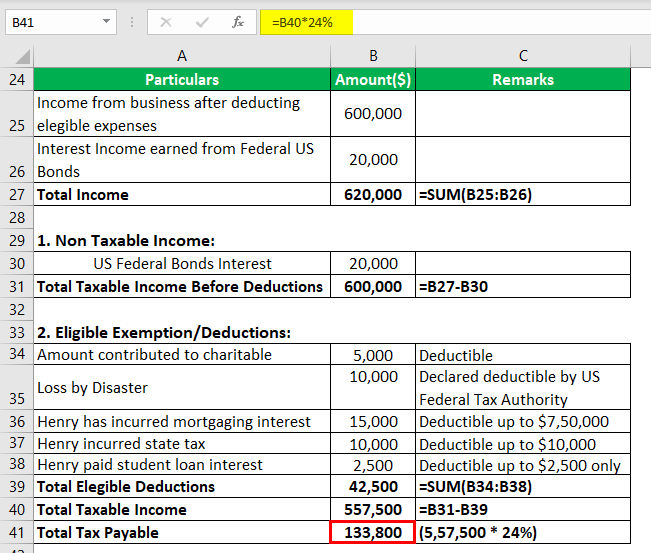 B41 fx =B40*24%
A B C
24 Particulars Amount($) Remarks
Income from business after deducting
25 elegible expenses 600,000
Interest Income earned from Federal US
26 Bonds 20,000
27 Total Income 620,000 =SUM(B25:B26)
28
29 1. Non Taxable Income:
30 US Federal Bonds Interest 20,000
31 Total Taxable Income Before Deductions 600,000 =B27-B30
32
33 2. Eligible Exemption/Deductions:
34 Amount contributed to charitable 5,000 Deductible
Loss by Disaster 10,000 Declared deductible by US
35 Federal Tax Authority
36 Henry has incurred mortgaging interest 15,000 Deductible up to $7,50,000
37 Henry incurred state tax 10,000 Deductible up to $10,000
38 Henry paid student loan interest 2,500 Deductible up to $2,500 only
39 Total Elegible Deductions 42,500 =SUM(B34:B38)
40 Total Taxable Income 557,500 =B31-B39
41 Total Tax Payable 133,800 (5,57,500 * 24%)